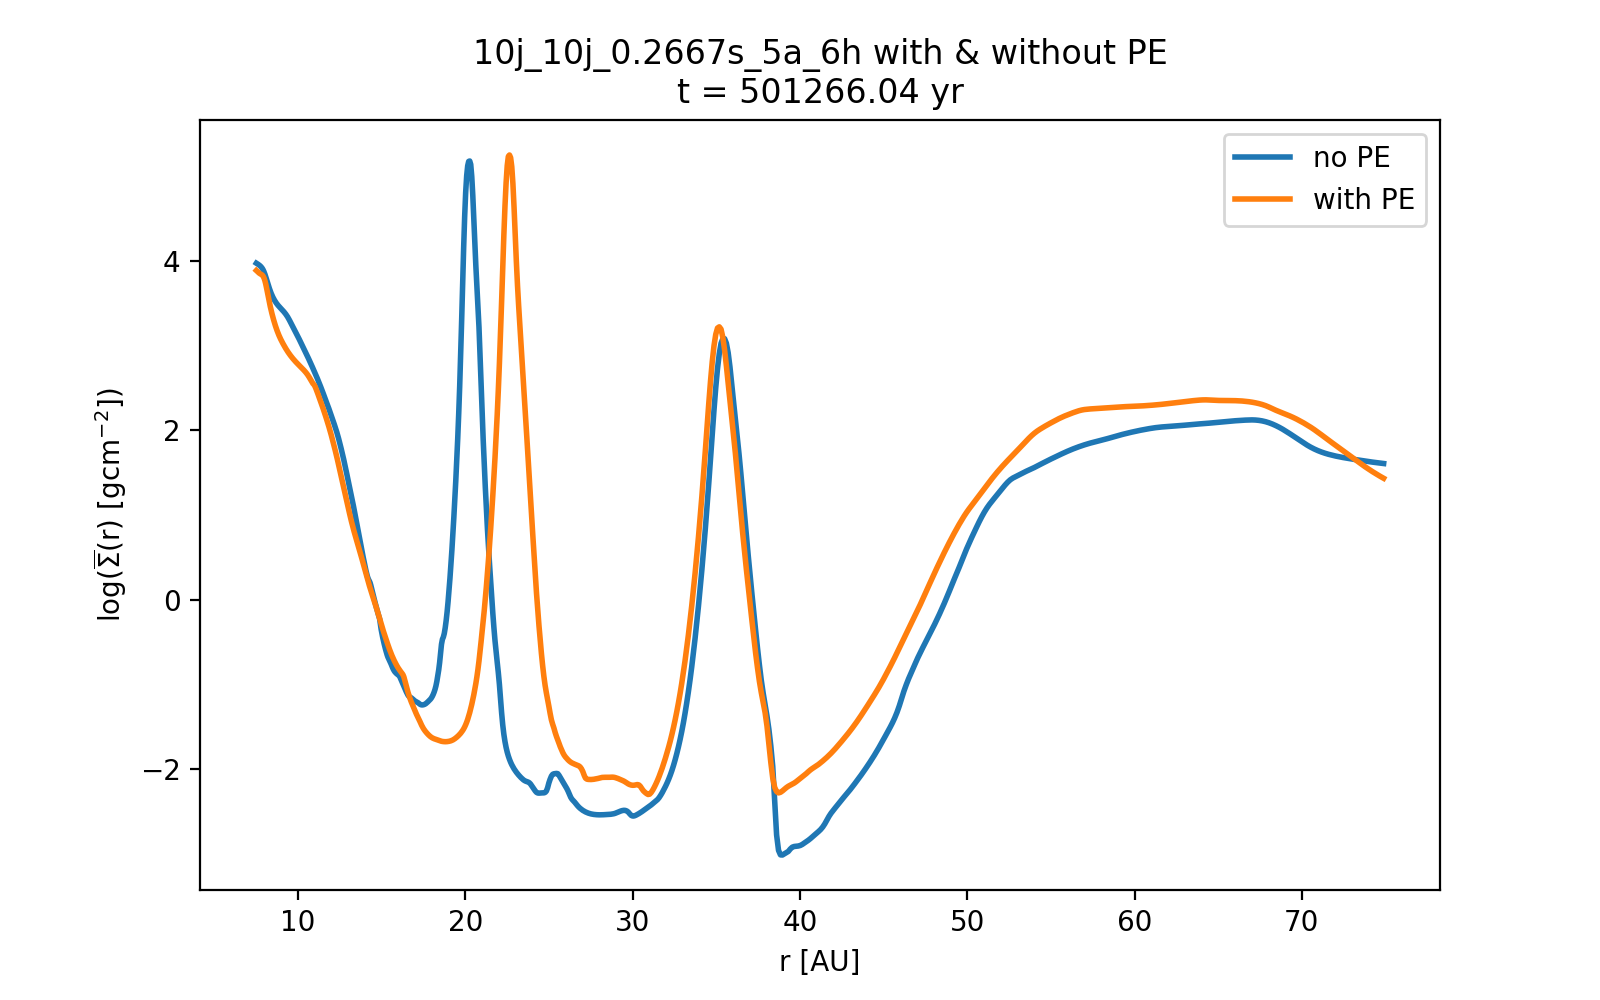 10j_10j_0.2667s_5a_6h with & without PE
t = 501266.04 yr
no PE
with PE
log(Σ̅(r) [gcm⁻²])
4
2
0
−2
10 20 30 40 50 60 70
r [AU]